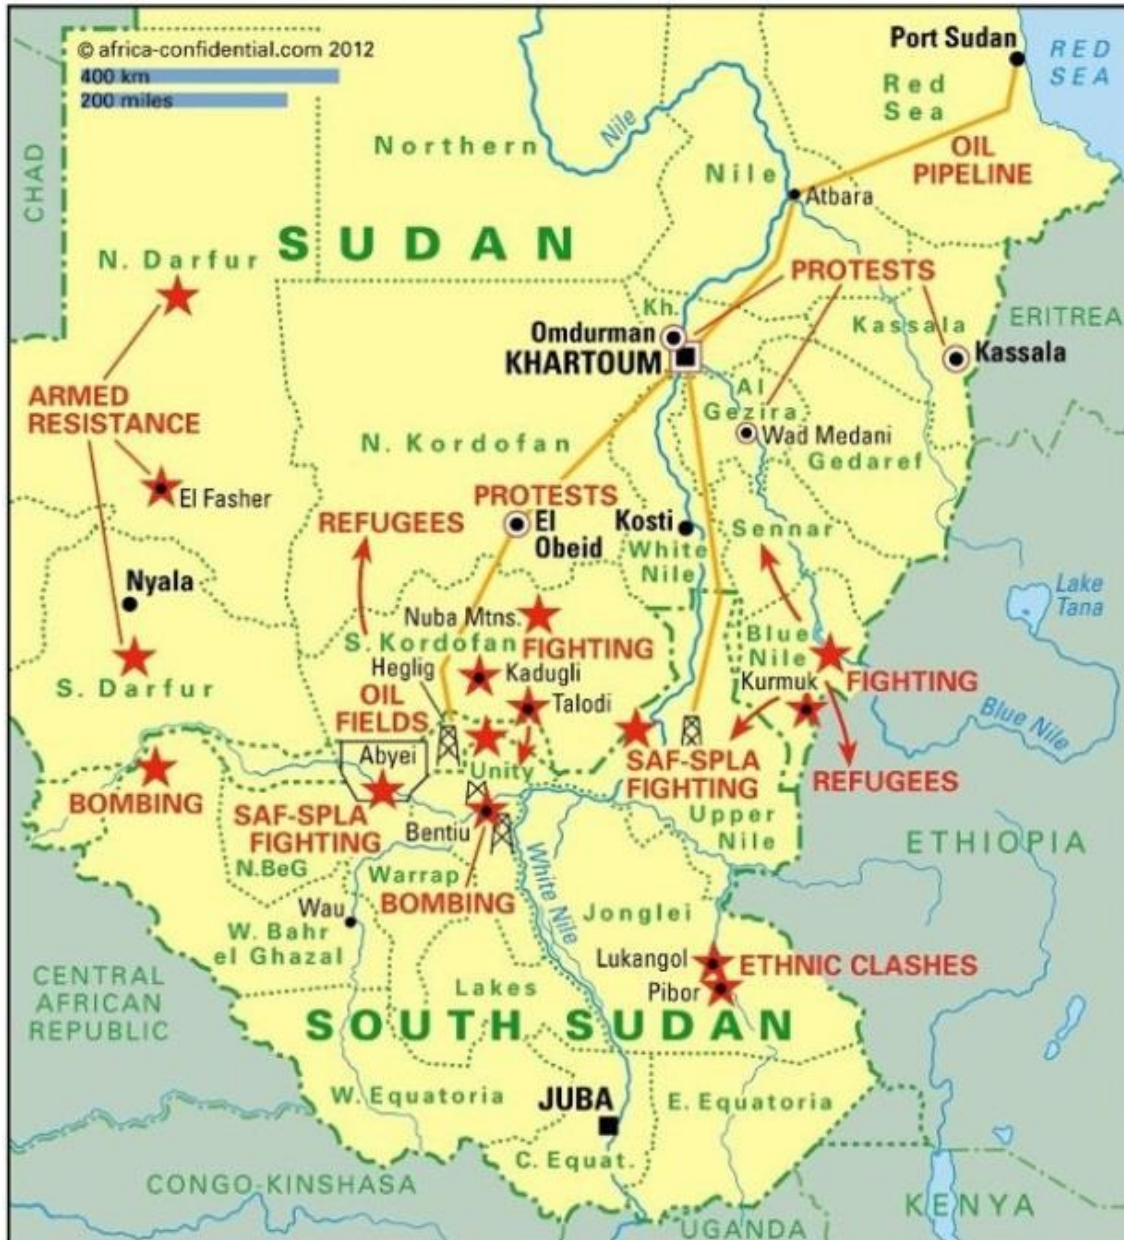 © africa-confidential.com 2012
400 km
200 miles
Port Sudan
RED
SEA
Red
Sea
Nile
Northern
Nile
OIL
PIPELINE
Atbara
CHAD
SUDAN
N. Darfur
PROTESTS
Kh.
Omdurman
KHARTOUM
Kassala
ERITREA
Kassala
ARMED
RESISTANCE
Al
Gezira
Wad Medani
N. Kordofan
Gedaref
El Fasher
PROTESTS
REFUGEES
El
Obeid
Kosti
Sennar
White
Nile
Nyala
Lake
Tana
Nuba Mtns.
S. Kordofan
FIGHTING
Blue
Nile
Heglig
Kadugli
Kurmuk
FIGHTING
S. Darfur
OIL
FIELDS
Talodi
Blue Nile
Abyei
Unity
SAF-SPLA
FIGHTING
REFUGEES
BOMBING
SAF-SPLA
FIGHTING
Bentiu
Upper
Nile
ETHIOPIA
N.BeG
Warrap
White Nile
BOMBING
Jonglei
Wau
W. Bahr
el Ghazal
Lukangol
ETHNIC CLASHES
Pibor
CENTRAL
AFRICAN
REPUBLIC
Lakes
SOUTH SUDAN
W. Equatoria
JUBA
E. Equatoria
C. Equat.
CONGO-KINSHASA
UGANDA
KENYA